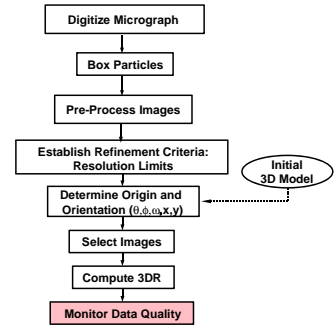 Digitize Micrograph
Box Particles
Pre-Process Images
Establish Refinement Criteria:
Resolution Limits
Initial
3D Model
Determine Origin and
Orientation (θ,ϕ,ω,x,y)
Select Images
Compute 3DR
Monitor Data Quality